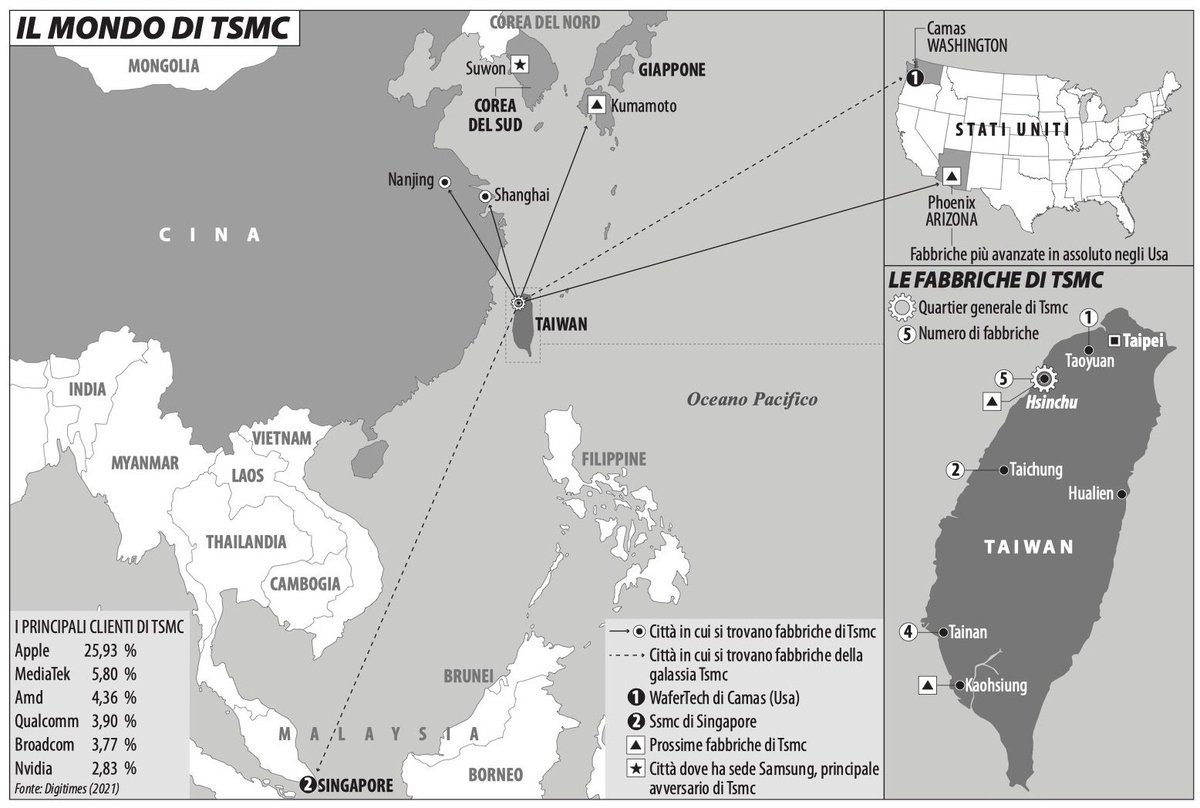 IL MONDO DI TSMC
MONGOLIA
COREA DEL NORD
Suwon
COREA
DEL SUD
GIAPPONE
Kumamoto
Nanjing
Shanghai
CINA
TAIWAN
INDIA
MYANMAR
VIETNAM
LAOS
THAILANDIA
CAMBOGIA
FILIPPINE
Oceano Pacifico
BRUNEI
MALAYSIA
BORNEO
2 SINGAPORE
I PRINCIPALI CLIENTI DI TSMC
Apple 25,93 %
MediaTek 5,80 %
Amd 4,36 %
Qualcomm 3,90 %
Broadcom 3,77 %
Nvidia 2,83 %
Fonte: Digitimes (2021)
Città in cui si trovano fabbriche di Tsmc
Città in cui si trovano fabbriche della
galassia Tsmc
1 WaferTech di Camas (Usa)
2 Ssmc di Singapore
Prossime fabbriche di Tsmc
Città dove ha sede Samsung, principale
avversario di Tsmc
Camas
WASHINGTON
1
STATI UNITI
Phoenix
ARIZONA
Fabbriche più avanzate in assoluto negli Usa
LE FABBRICHE DI TSMC
Quartier generale di Tsmc
5 Numero di fabbriche
1
Taipei
Taoyuan
5
Hsinchu
2 Taichung
Hualien
TAIWAN
4 Tainan
Kaohsiung